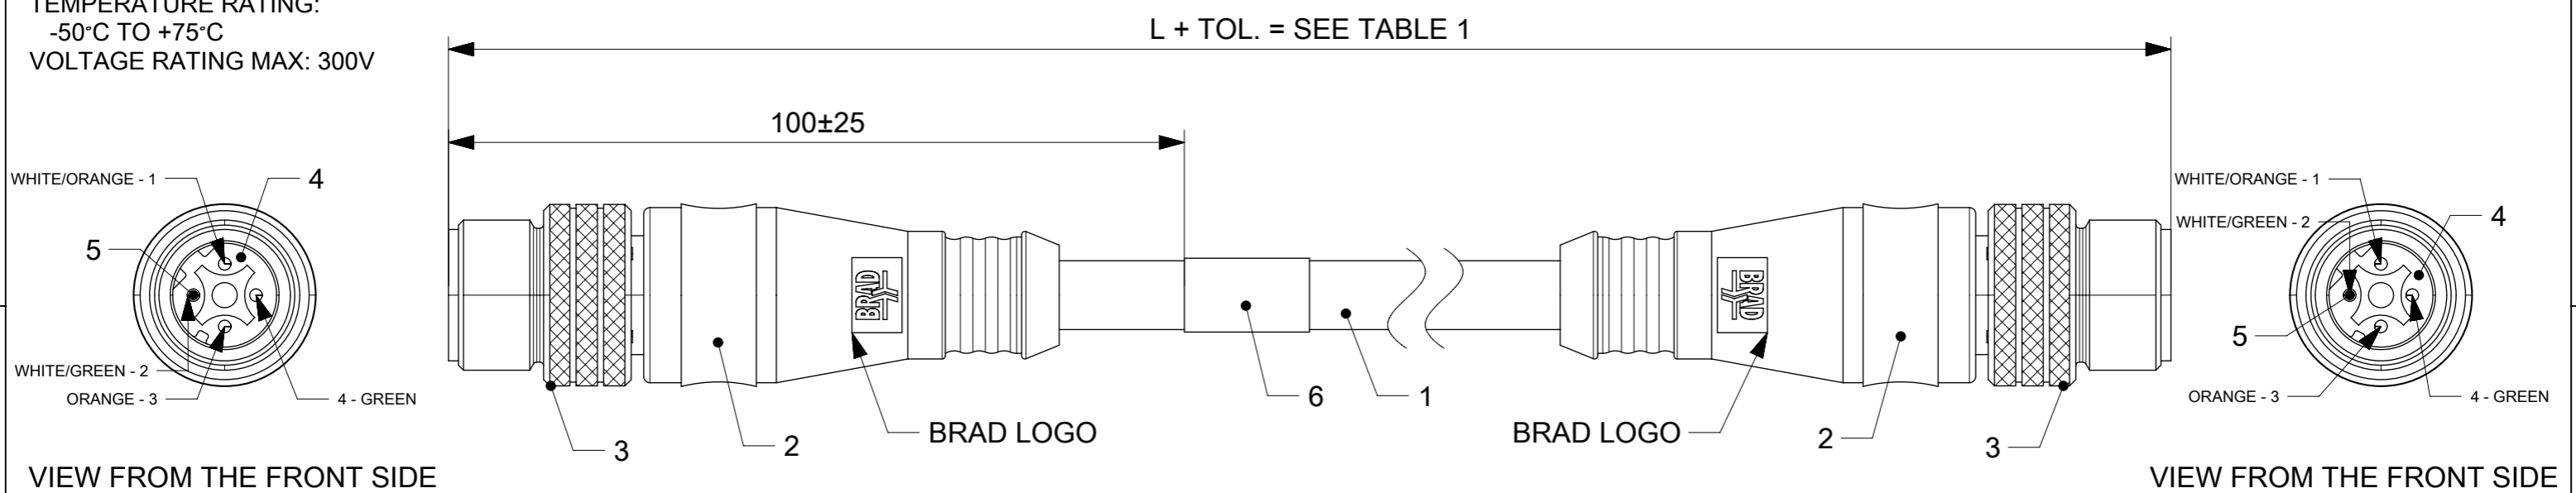 TEMPERATURE RATING:
-50°C TO +75°C
VOLTAGE RATING MAX: 300V
L + TOL. = SEE TABLE 1
100±25
WHITE/ORANGE - 1
4
5
WHITE/GREEN - 2
ORANGE - 3
4 - GREEN
VIEW FROM THE FRONT SIDE
BRAD
3
2
BRAD LOGO
6
1
BRAD
BRAD LOGO
2
3
WHITE/ORANGE - 1
WHITE/GREEN - 2
4
5
ORANGE - 3
4 - GREEN
VIEW FROM THE FRONT SIDE